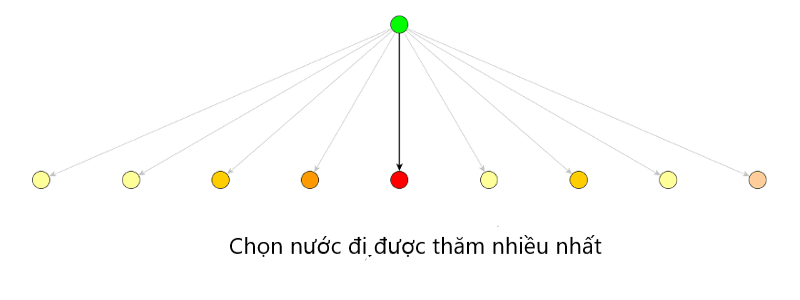 Chọn nước đi được thăm nhiều nhất